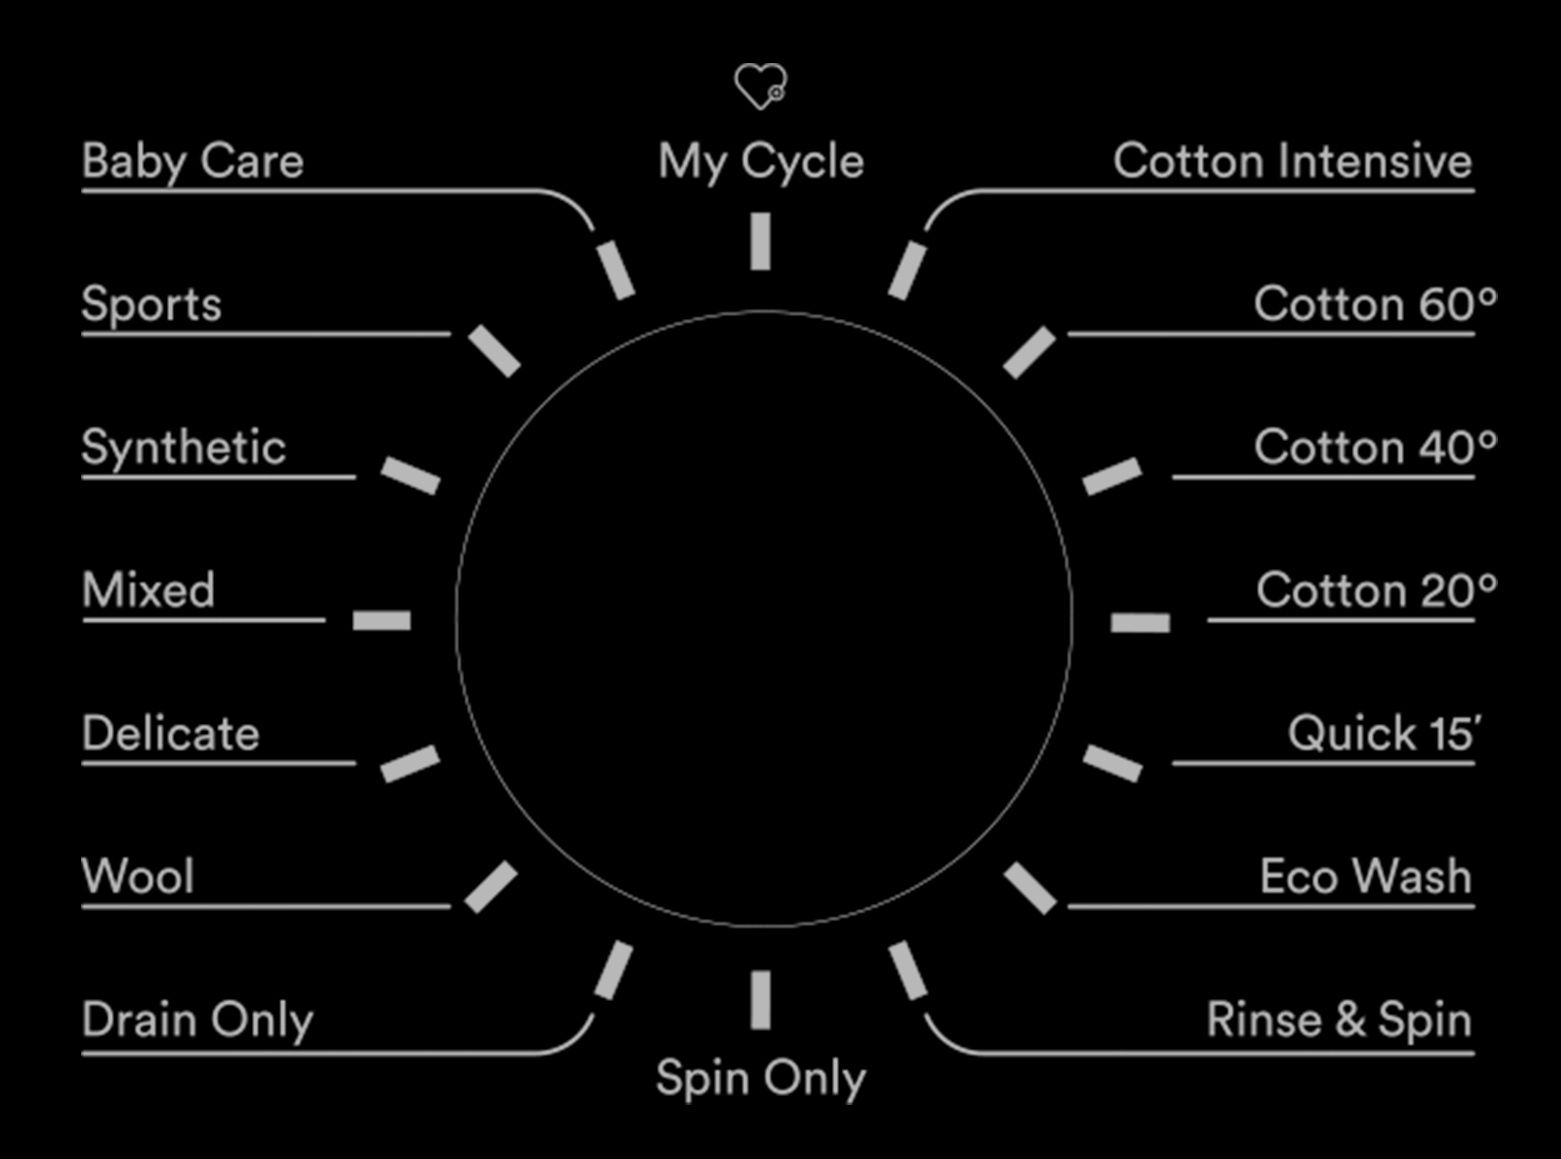 My Cycle
Baby Care
Cotton Intensive
Sports
Cotton 60°
Synthetic
Cotton 40°
Mixed
Cotton 20°
Delicate
Quick 15′
Wool
Eco Wash
Drain Only
Rinse & Spin
Spin Only